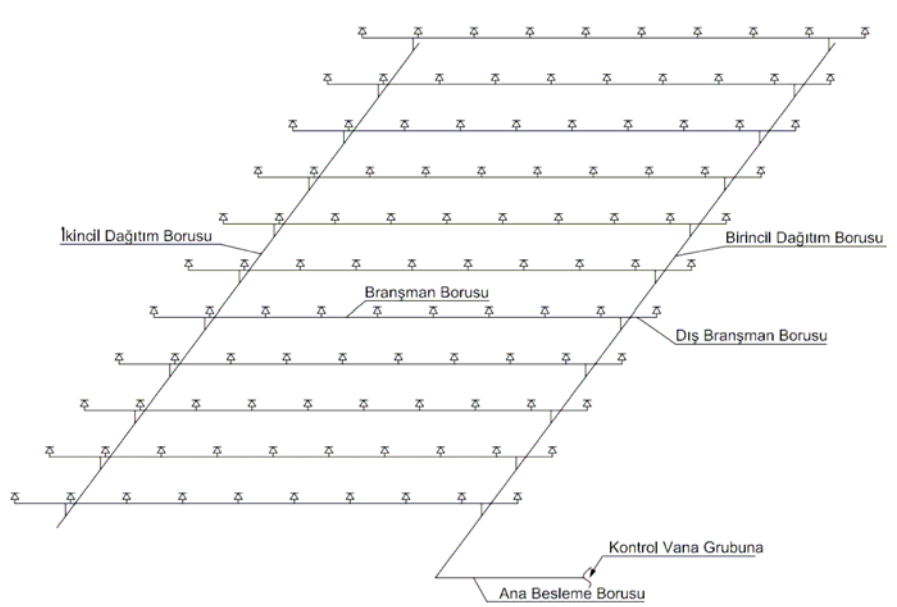 İkincil Dağıtım Borusu
Birincil Dağıtım Borusu
Branşman Borusu
Dış Branşman Borusu
Kontrol Vana Grubuna
Ana Besleme Borusu